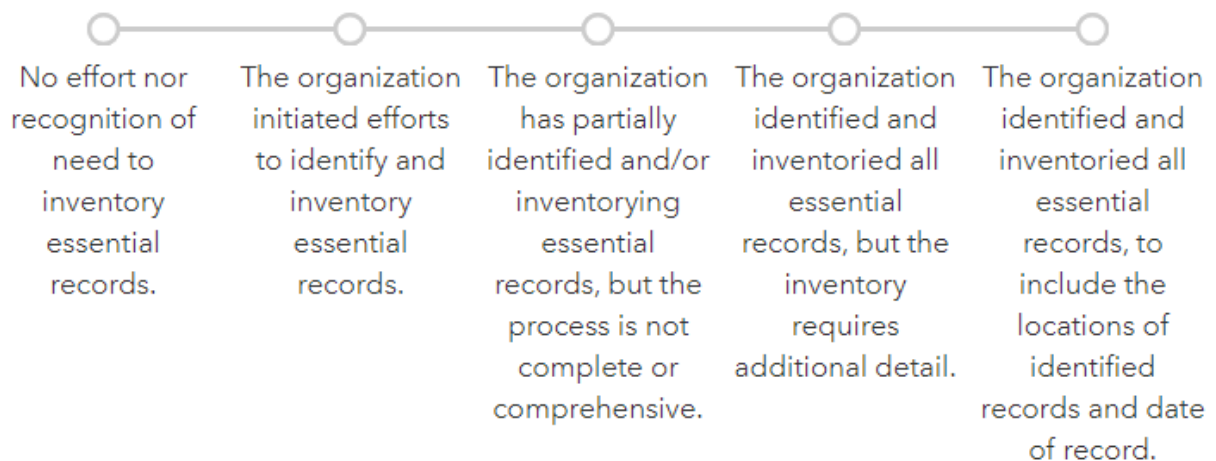 No effort nor
recognition of
need to
inventory
essential
records.
The organization
initiated efforts
to identify and
inventory
essential
records.
The organization
has partially
identified and/or
inventorying
essential
records, but the
process is not
complete or
comprehensive.
The organization
identified and
inventoried all
essential
records, but the
inventory
requires
additional detail.
The organization
identified and
inventoried all
essential
records, to
include the
locations of
identified
records and date
of record.